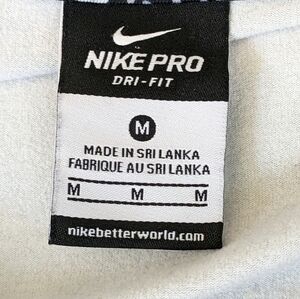 NIKE PRO
DRI-FIT
M
MADE IN SRI LANKA
FABRIQUE AU SRI LANKA
M M M
nikebetterworld.com